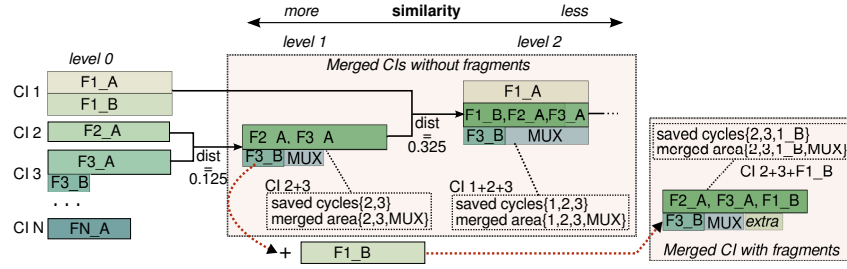 more similarity less
level 0
level 1
level 2
Merged CIs without fragments
CI 1
F1_A
F1_B
CI 2
F2_A
CI 3
F3_A
F3_B
. . .
CI N
FN_A
dist
=
0.125
F2_A, F3_A
F3_B MUX
CI 2+3
saved cycles{2,3}
merged area{2,3,MUX}
dist
=
0.325
F1_A
F1_B,F2_A,F3_A
F3_B MUX
CI 1+2+3
saved cycles{1,2,3}
merged area{1,2,3,MUX}
+ F1_B
saved cycles{2,3,1_B}
merged area{2,3,1_B,MUX}
CI 2+3+F1_B
F2_A, F3_A, F1_B
F3_B MUX extra
Merged CI with fragments